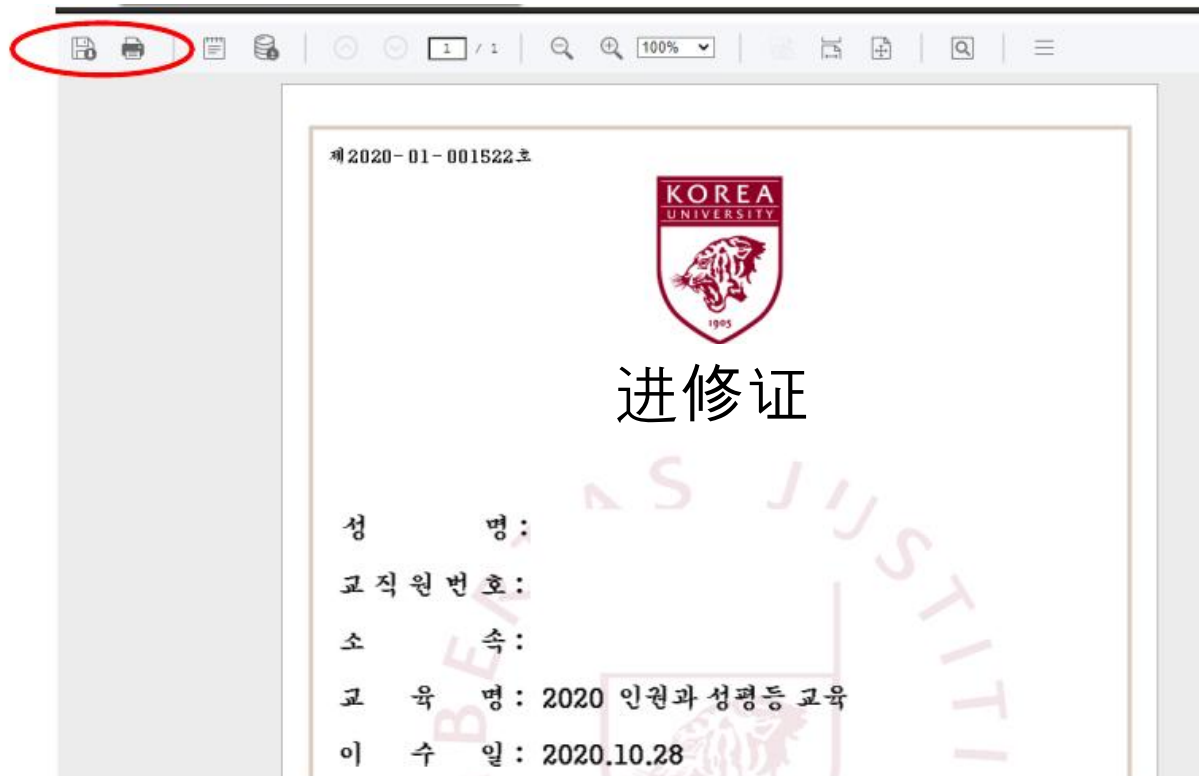 1 / 1 100%
제2020-01-001522호
KOREA
UNIVERSITY
1905
进修证
성 명 :
교직원번호 :
소 속 :
교 육 명 : 2020 인권과 성평등 교육
이 수 일 : 2020.10.28